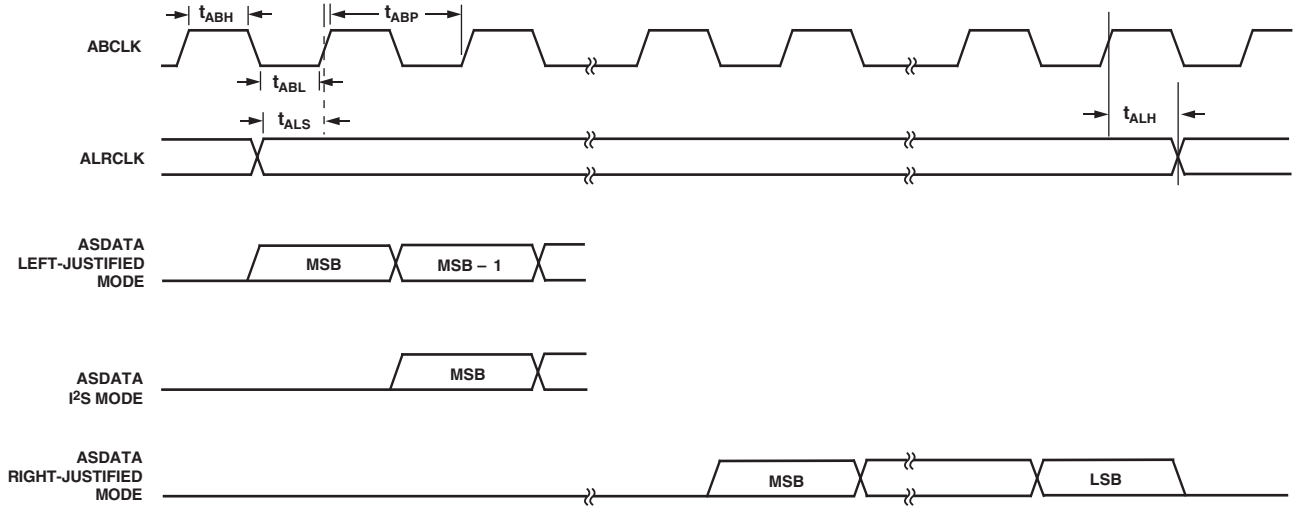 tABH
tABP
ABCLK
tABL
tALS
tALH
ALRCLK
ASDATA
LEFT-JUSTIFIED
MODE
MSB
MSB – 1
ASDATA
I²S MODE
MSB
ASDATA
RIGHT-JUSTIFIED
MODE
MSB
LSB